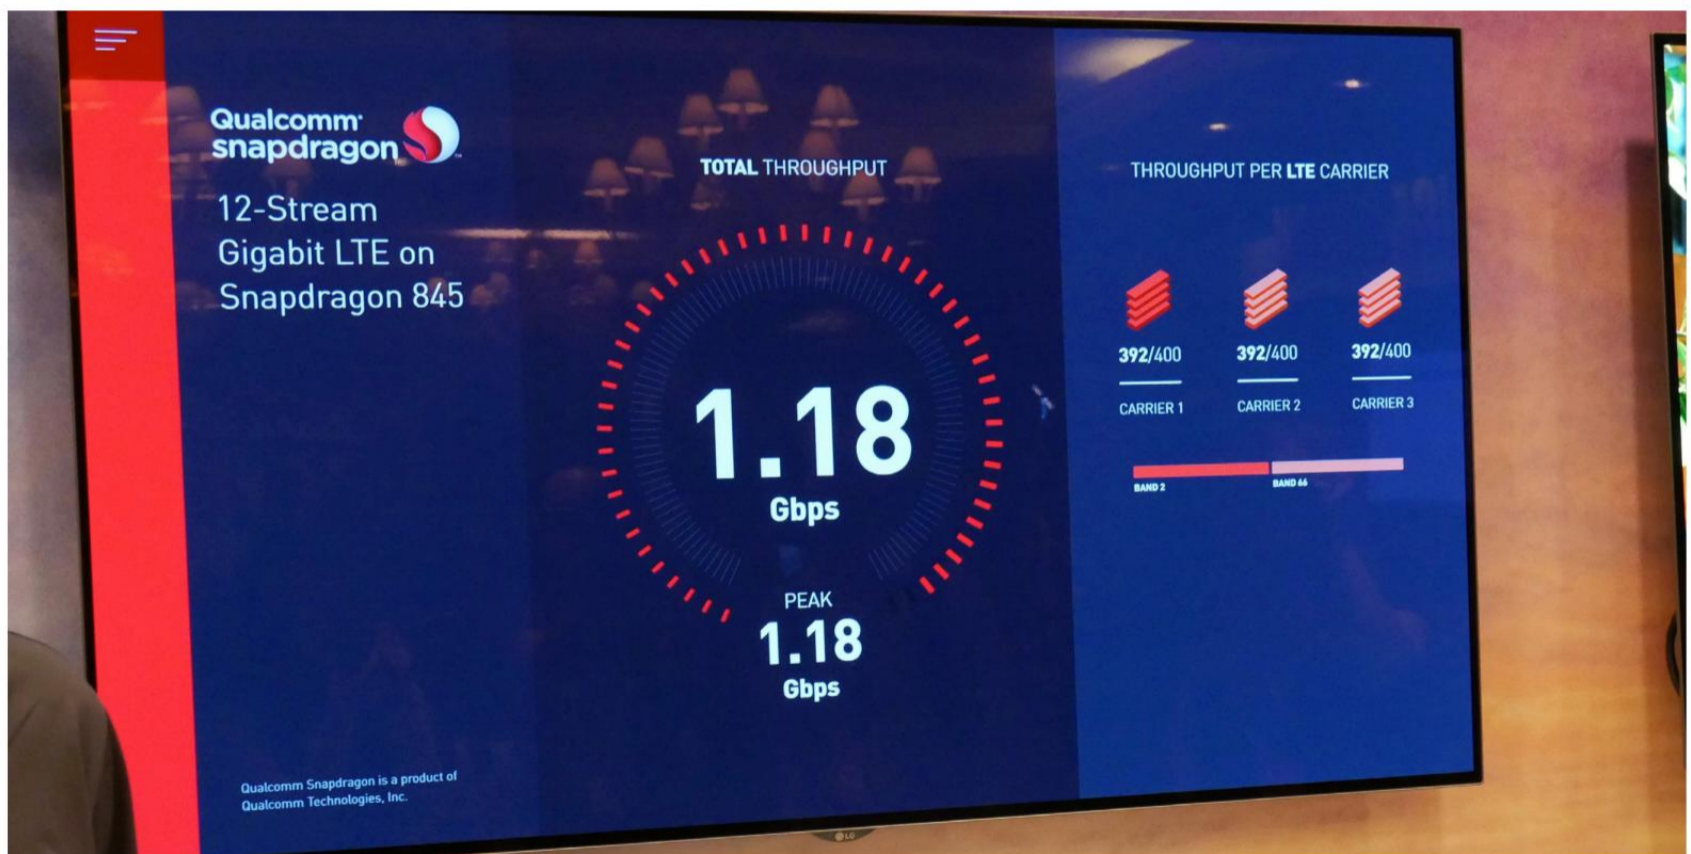 Qualcomm
snapdragon
12-Stream
Gigabit LTE on
Snapdragon 845
Qualcomm Snapdragon is a product of
Qualcomm Technologies, Inc.
TOTAL THROUGHPUT
1.18
Gbps
PEAK
1.18
Gbps
THROUGHPUT PER LTE CARRIER
392/400 392/400 392/400
CARRIER 1 CARRIER 2 CARRIER 3
BAND 2 BAND 66
LG